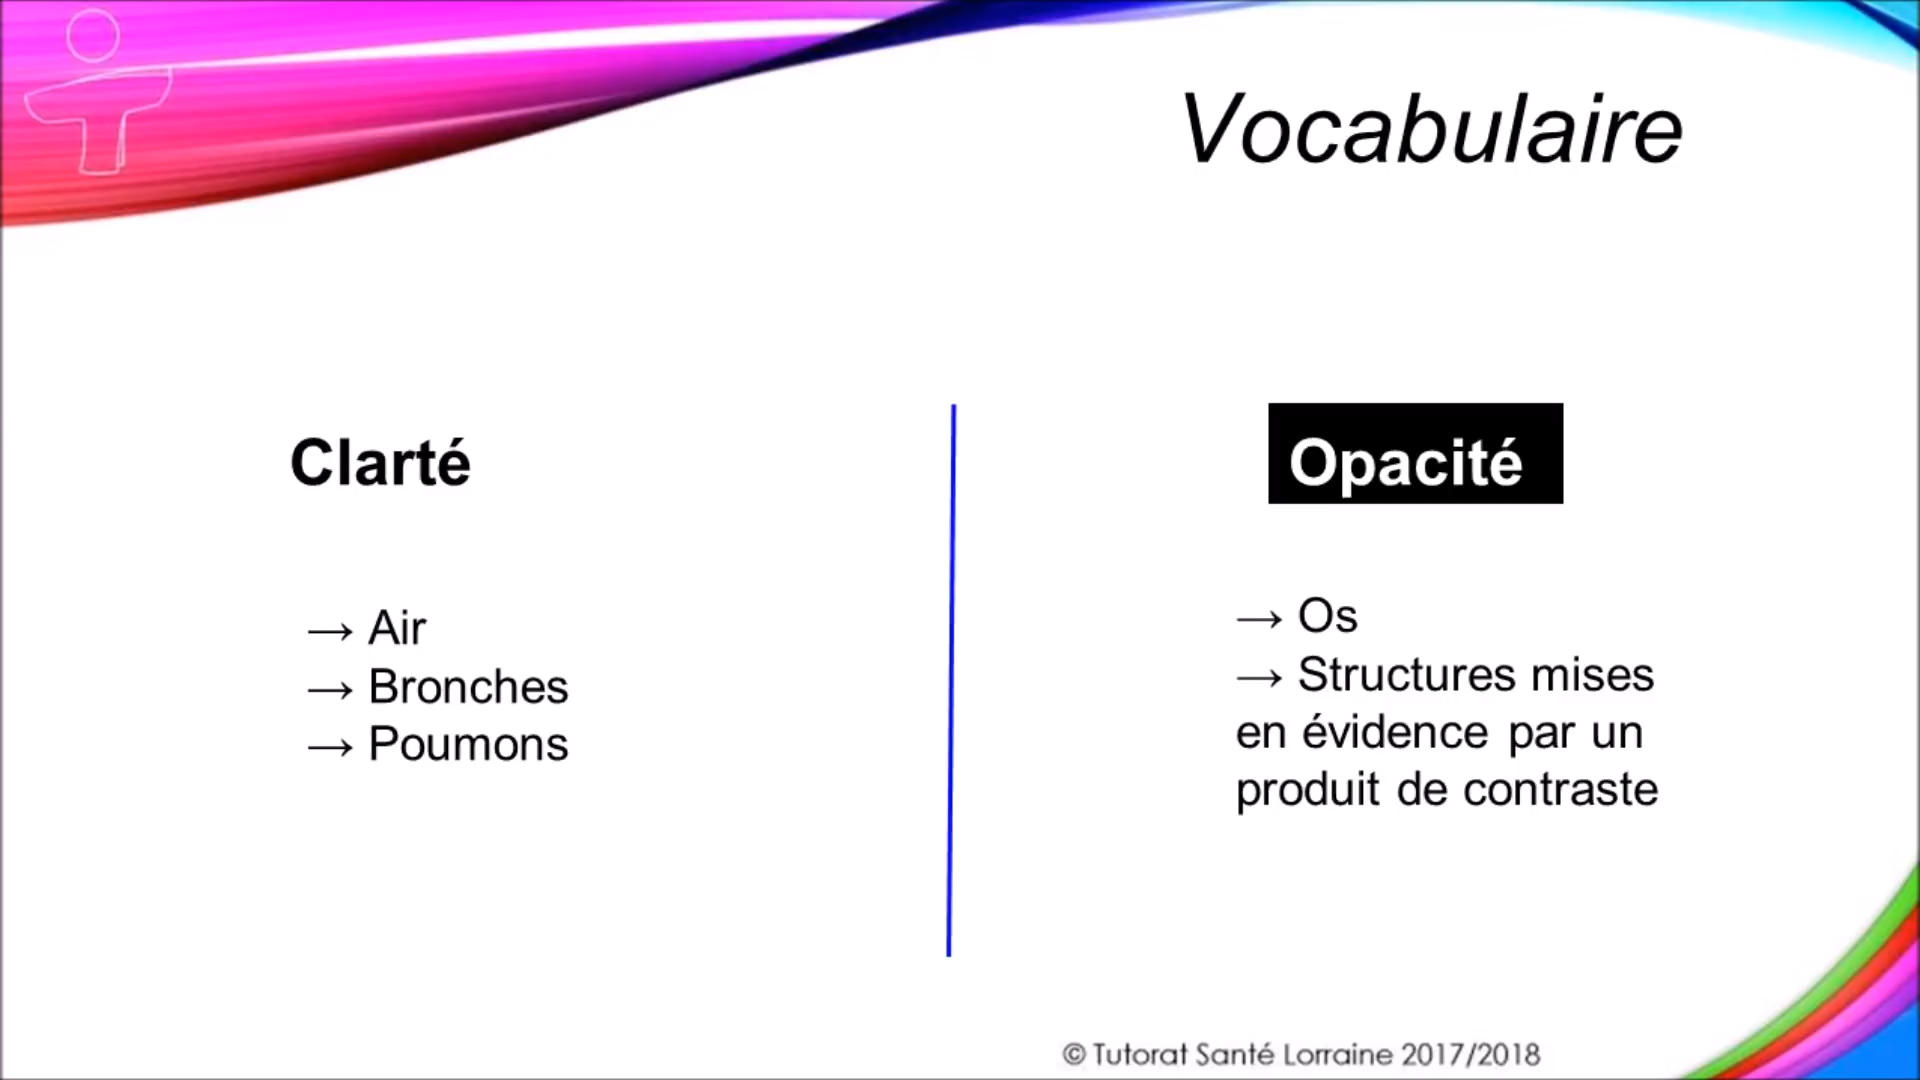 Vocabulaire
Clarté
→ Air
→ Bronches
→ Poumons
Opacité
→ Os
→ Structures mises
en évidence par un
produit de contraste
© Tutorat Santé Lorraine 2017/2018